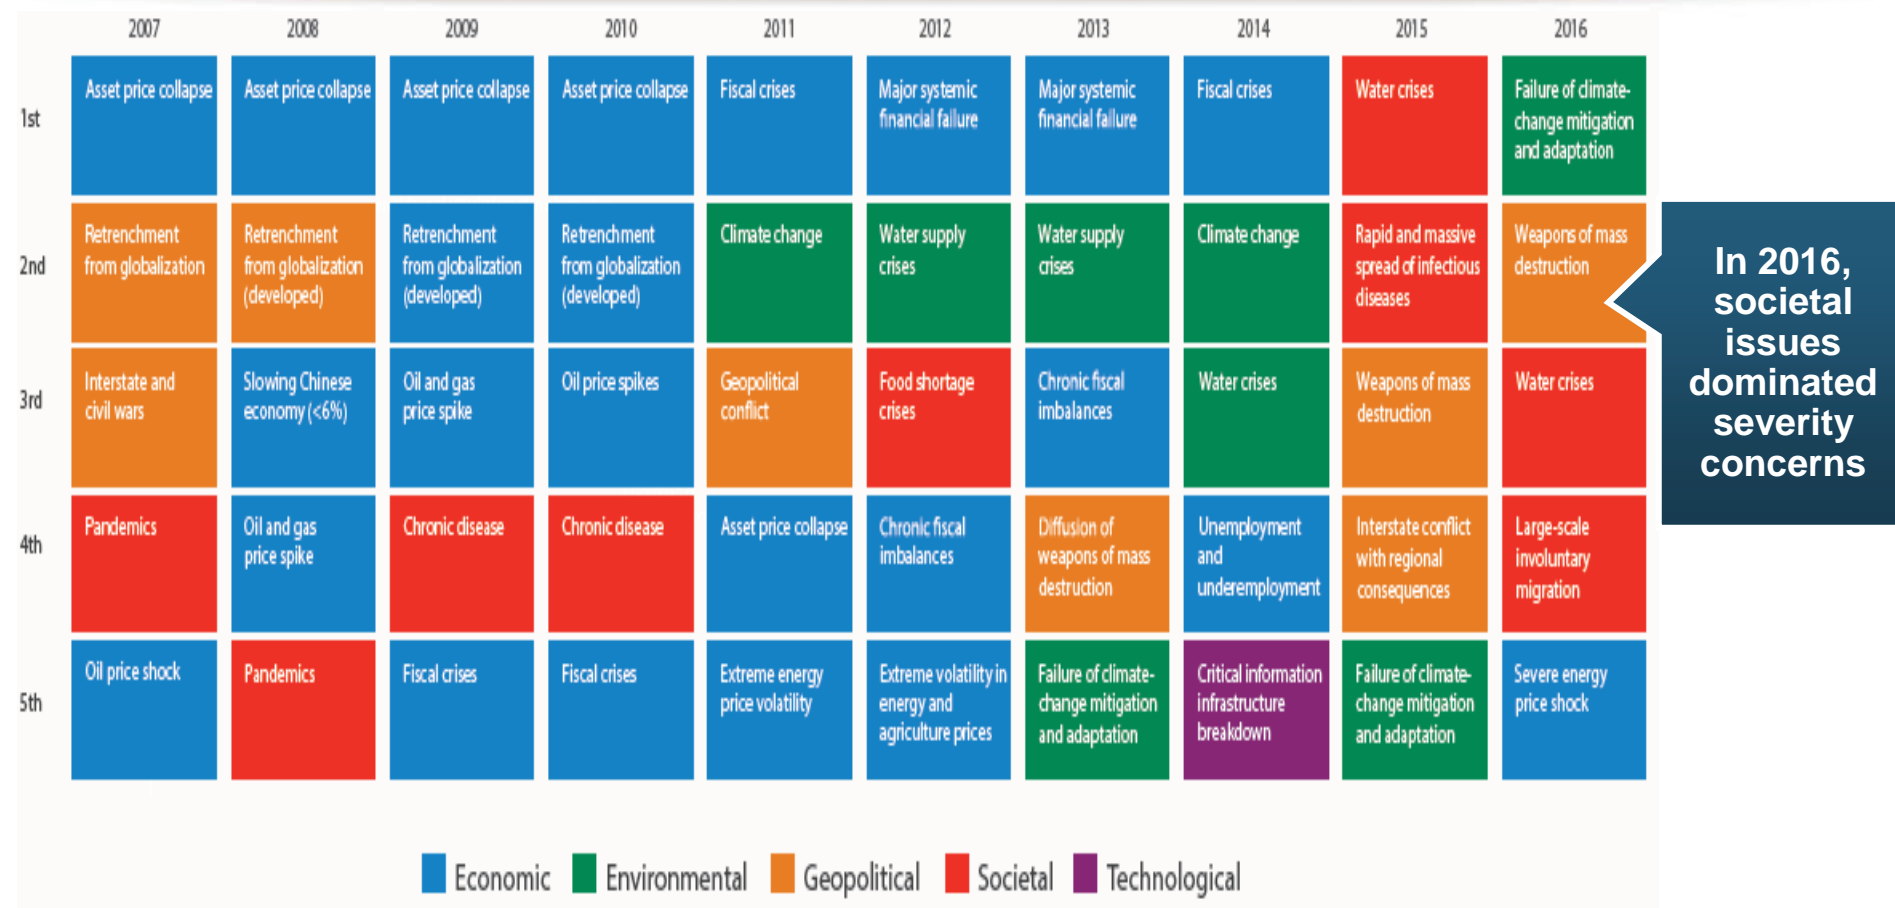 2007 2008 2009 2010 2011 2012 2013 2014 2015 2016
1st
Asset price collapse
Asset price collapse
Asset price collapse
Asset price collapse
Fiscal crises
Major systemic
financial failure
Major systemic
financial failure
Fiscal crises
Water crises
Failure of climate-
change mitigation
and adaptation
2nd
Retrenchment
from globalization
Retrenchment
from globalization
(developed)
Retrenchment
from globalization
(developed)
Retrenchment
from globalization
(developed)
Climate change
Water supply
crises
Water supply
crises
Climate change
Rapid and massive
spread of infectious
diseases
Weapons of mass
destruction
3rd
Interstate and
civil wars
Slowing Chinese
economy (<6%)
Oil and gas
price spike
Oil price spikes
Geopolitical
conflict
Food shortage
crises
Chronic fiscal
imbalances
Water crises
Weapons of mass
destruction
Water crises
4th
Pandemics
Oil and gas
price spike
Chronic disease
Chronic disease
Asset price collapse
Chronic fiscal
imbalances
Diffusion of
weapons of mass
destruction
Unemployment
and
underemployment
Interstate conflict
with regional
consequences
Large-scale
involuntary
migration
5th
Oil price shock
Pandemics
Fiscal crises
Fiscal crises
Extreme energy
price volatility
Extreme volatility in
energy and
agriculture prices
Failure of climate-
change mitigation
and adaptation
Critical information
infrastructure
breakdown
Failure of climate-
change mitigation
and adaptation
Severe energy
price shock
In 2016,
societal
issues
dominated
severity
concerns
Economic Environmental Geopolitical Societal Technological